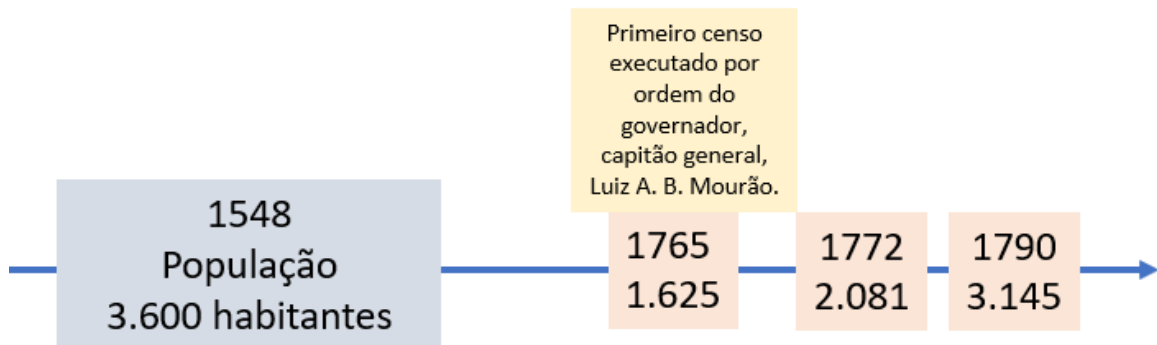 Primeiro censo
executado por
ordem do
governador,
capitão general,
Luiz A. B. Mourão.
1548
População
3.600 habitantes
1765
1.625
1772
2.081
1790
3.145